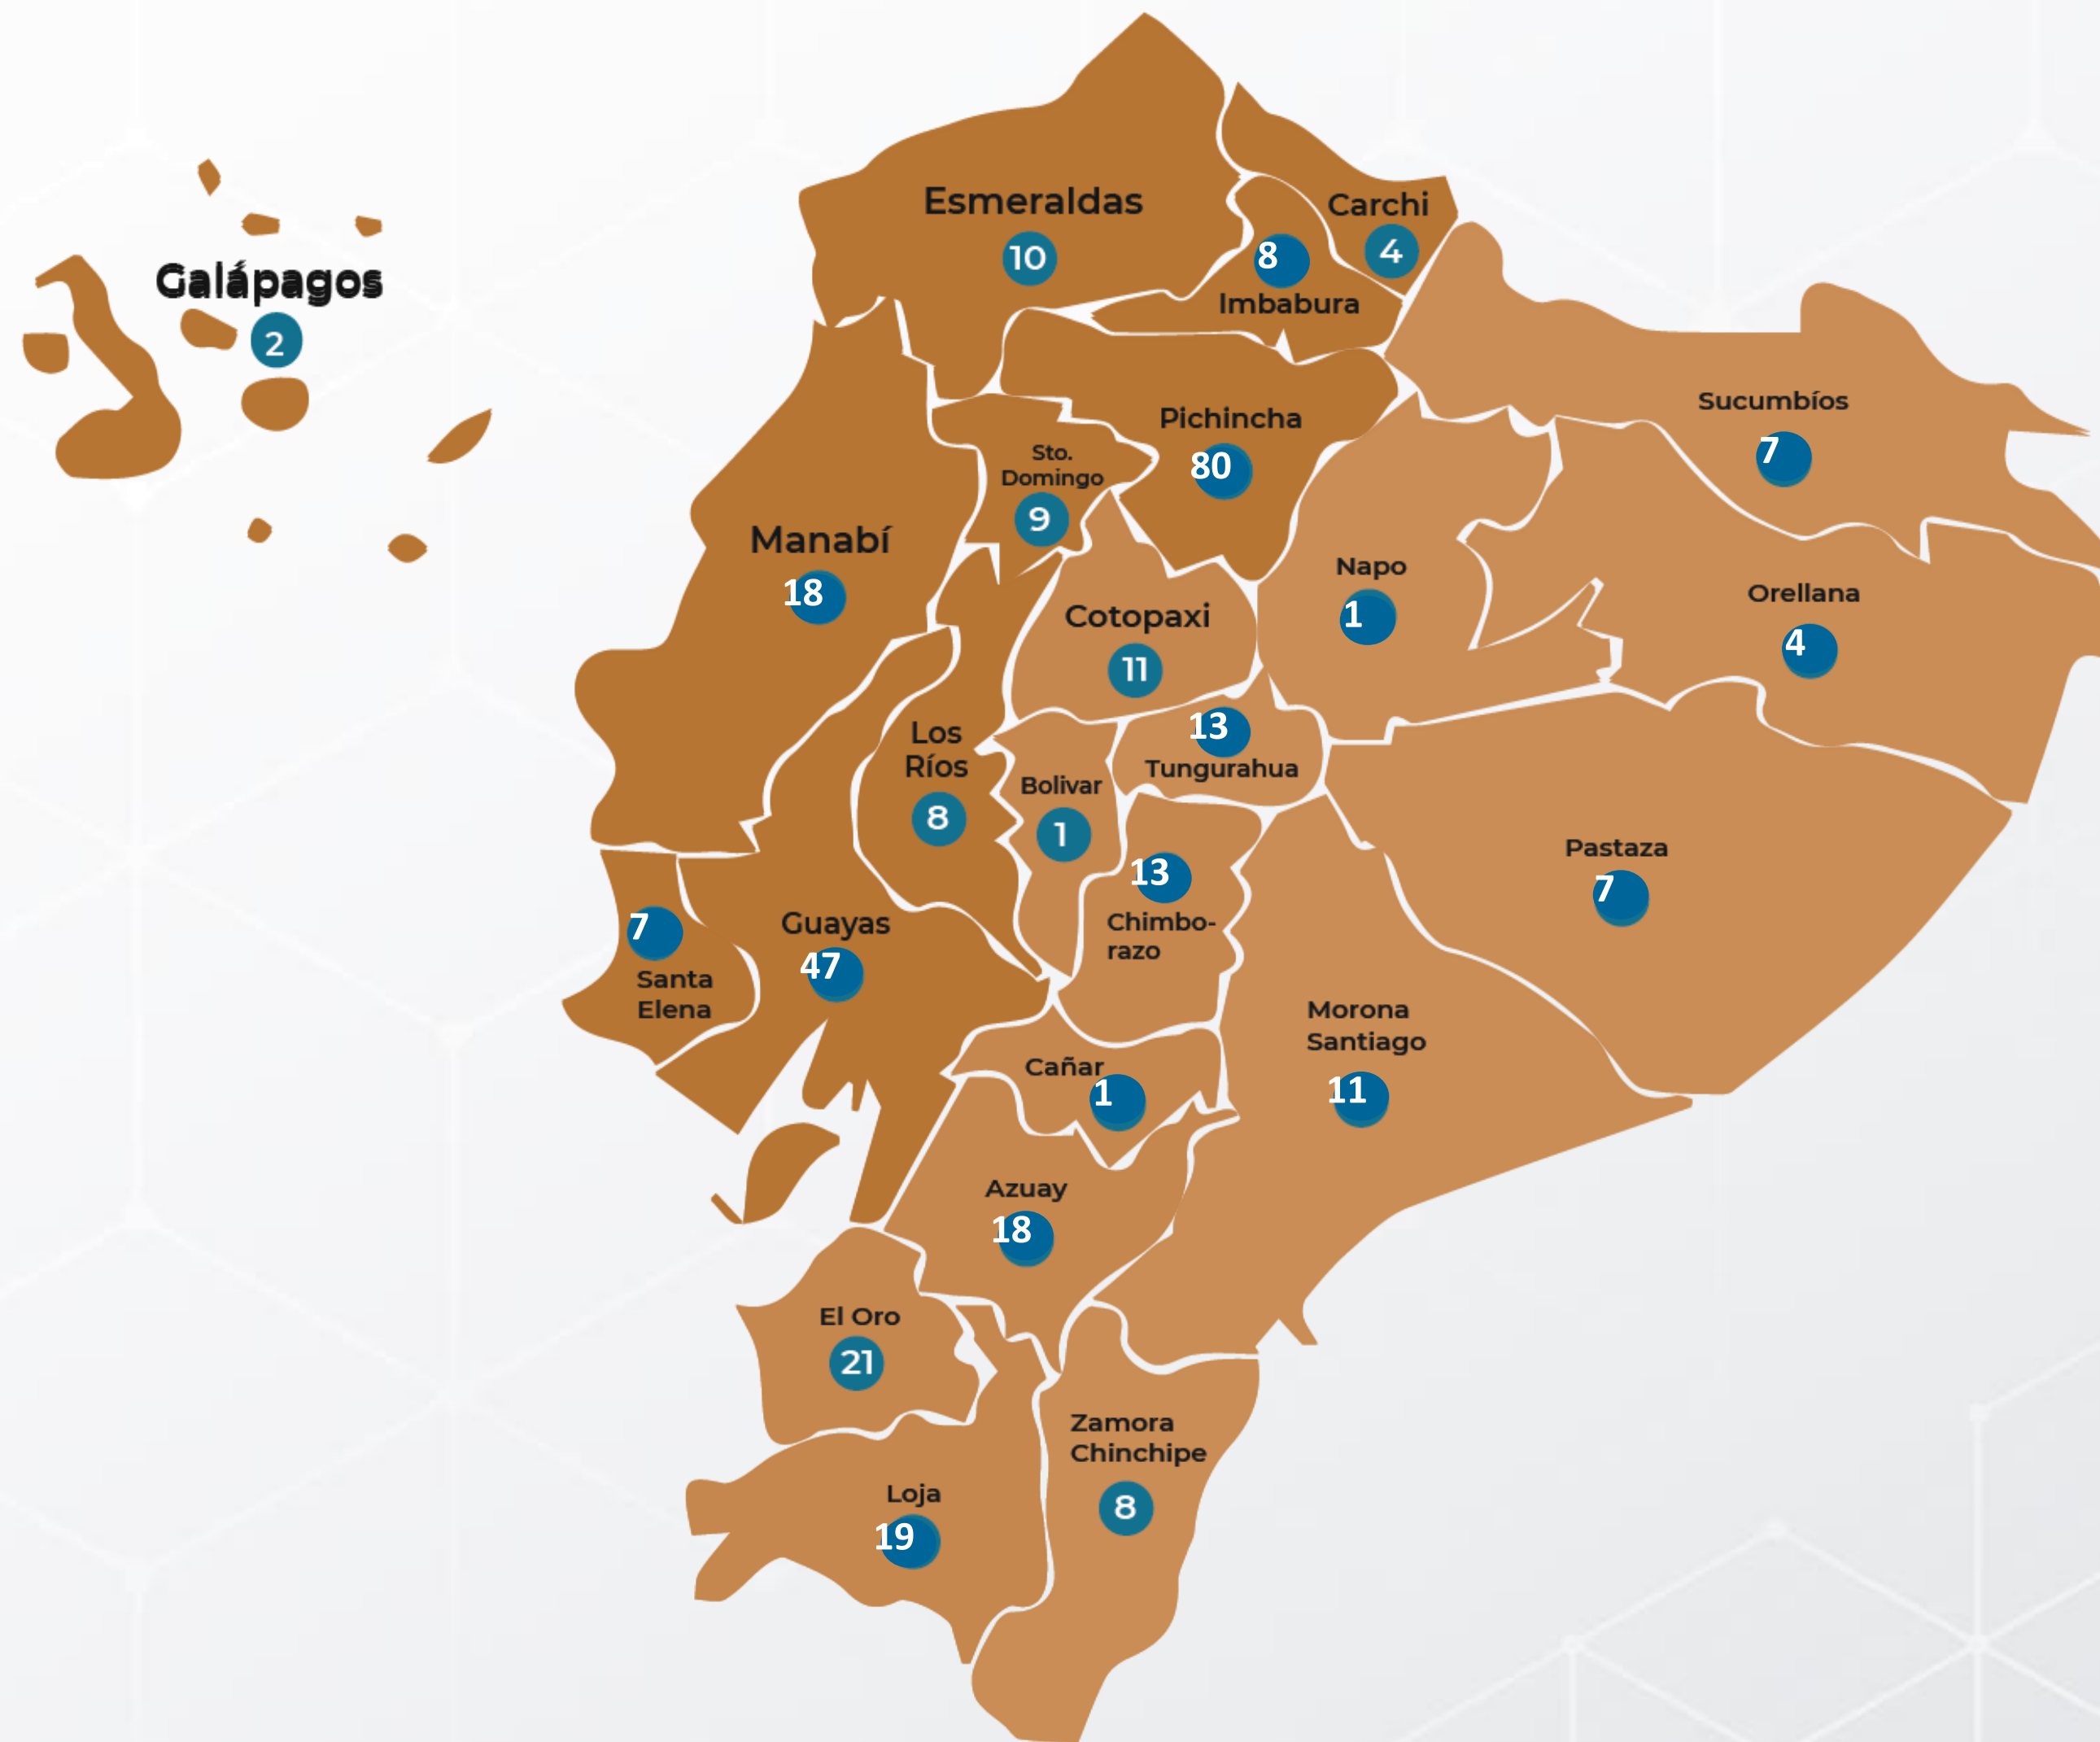 Esmeraldas
10
Carchi
4
8
Imbabura
Galápagos
2
Sucumbíos
7
Pichincha
80
Sto.
Domingo
9
Manabí
18
Napo
1
Orellana
4
Cotopaxi
11
13
Tungurahua
Los
Ríos
8
Bolivar
1
Pastaza
7
13
Chimbo-
razo
7
Santa
Elena
Guayas
47
Morona
Santiago
11
Cañar
1
Azuay
18
El Oro
21
Zamora
Chinchipe
8
Loja
19